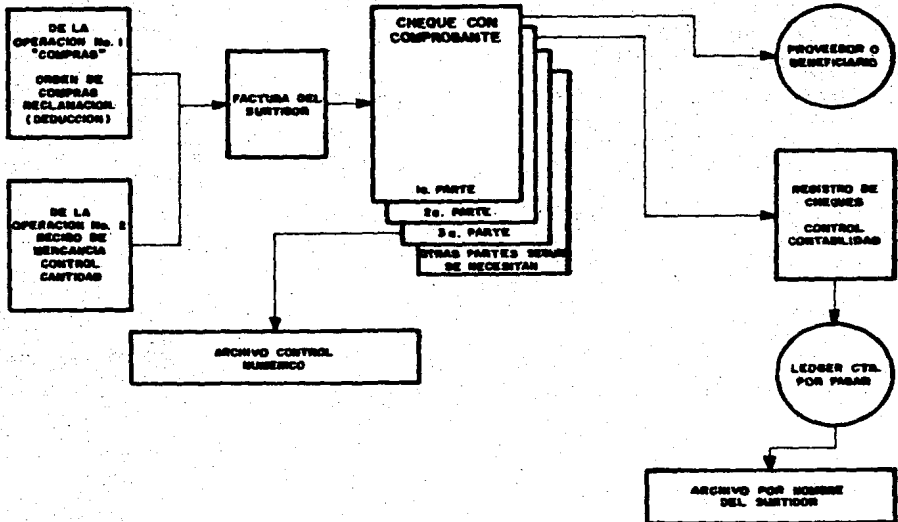 DE LA
OPERACION No. 1
"COMPRAS"
ORDEN DE
COMPRAS
RECLAMACION
(DEDUCCION)
DE LA
OPERACION No. 2
RECIBO DE
MERCANCIA
CONTROL
CANTIDAD
FACTURA DEL
SURTIDOR
CHEQUE CON
COMPROBANTE
1a. PARTE
2a. PARTE
3a. PARTE
OTRAS PARTES SEGUN
SE NECESITAN
ARCHIVO CONTROL
NUMERICO
PROVEEDOR O
BENEFICIARIO
REGISTRO DE
CHEQUES
CONTROL
CONTABILIDAD
LEDGER CTA.
POR PAGAR
ARCHIVO POR NOMBRE
DEL SURTIDOR